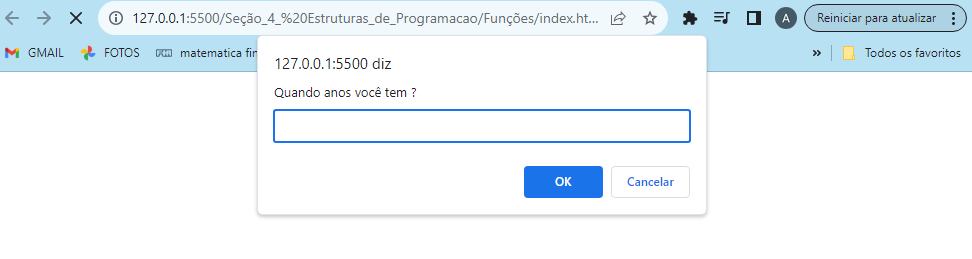 127.0.0.1:5500/Seção_4_%20Estruturas_de_Programacao/Funções/index.ht...
A
Reiniciar para atualizar
GMAIL
FOTOS
matematica fin
»
Todos os favoritos
127.0.0.1:5500 diz
Quando anos você tem ?
OK
Cancelar